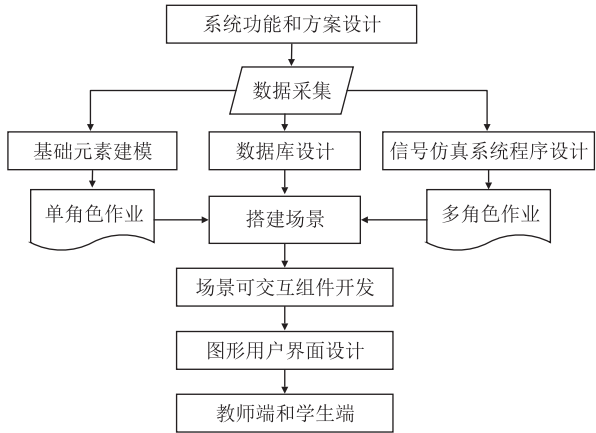 系统功能和方案设计
数据采集
基础元素建模
数据库设计
信号仿真系统程序设计
单角色作业
搭建场景
多角色作业
场景可交互组件开发
图形用户界面设计
教师端和学生端